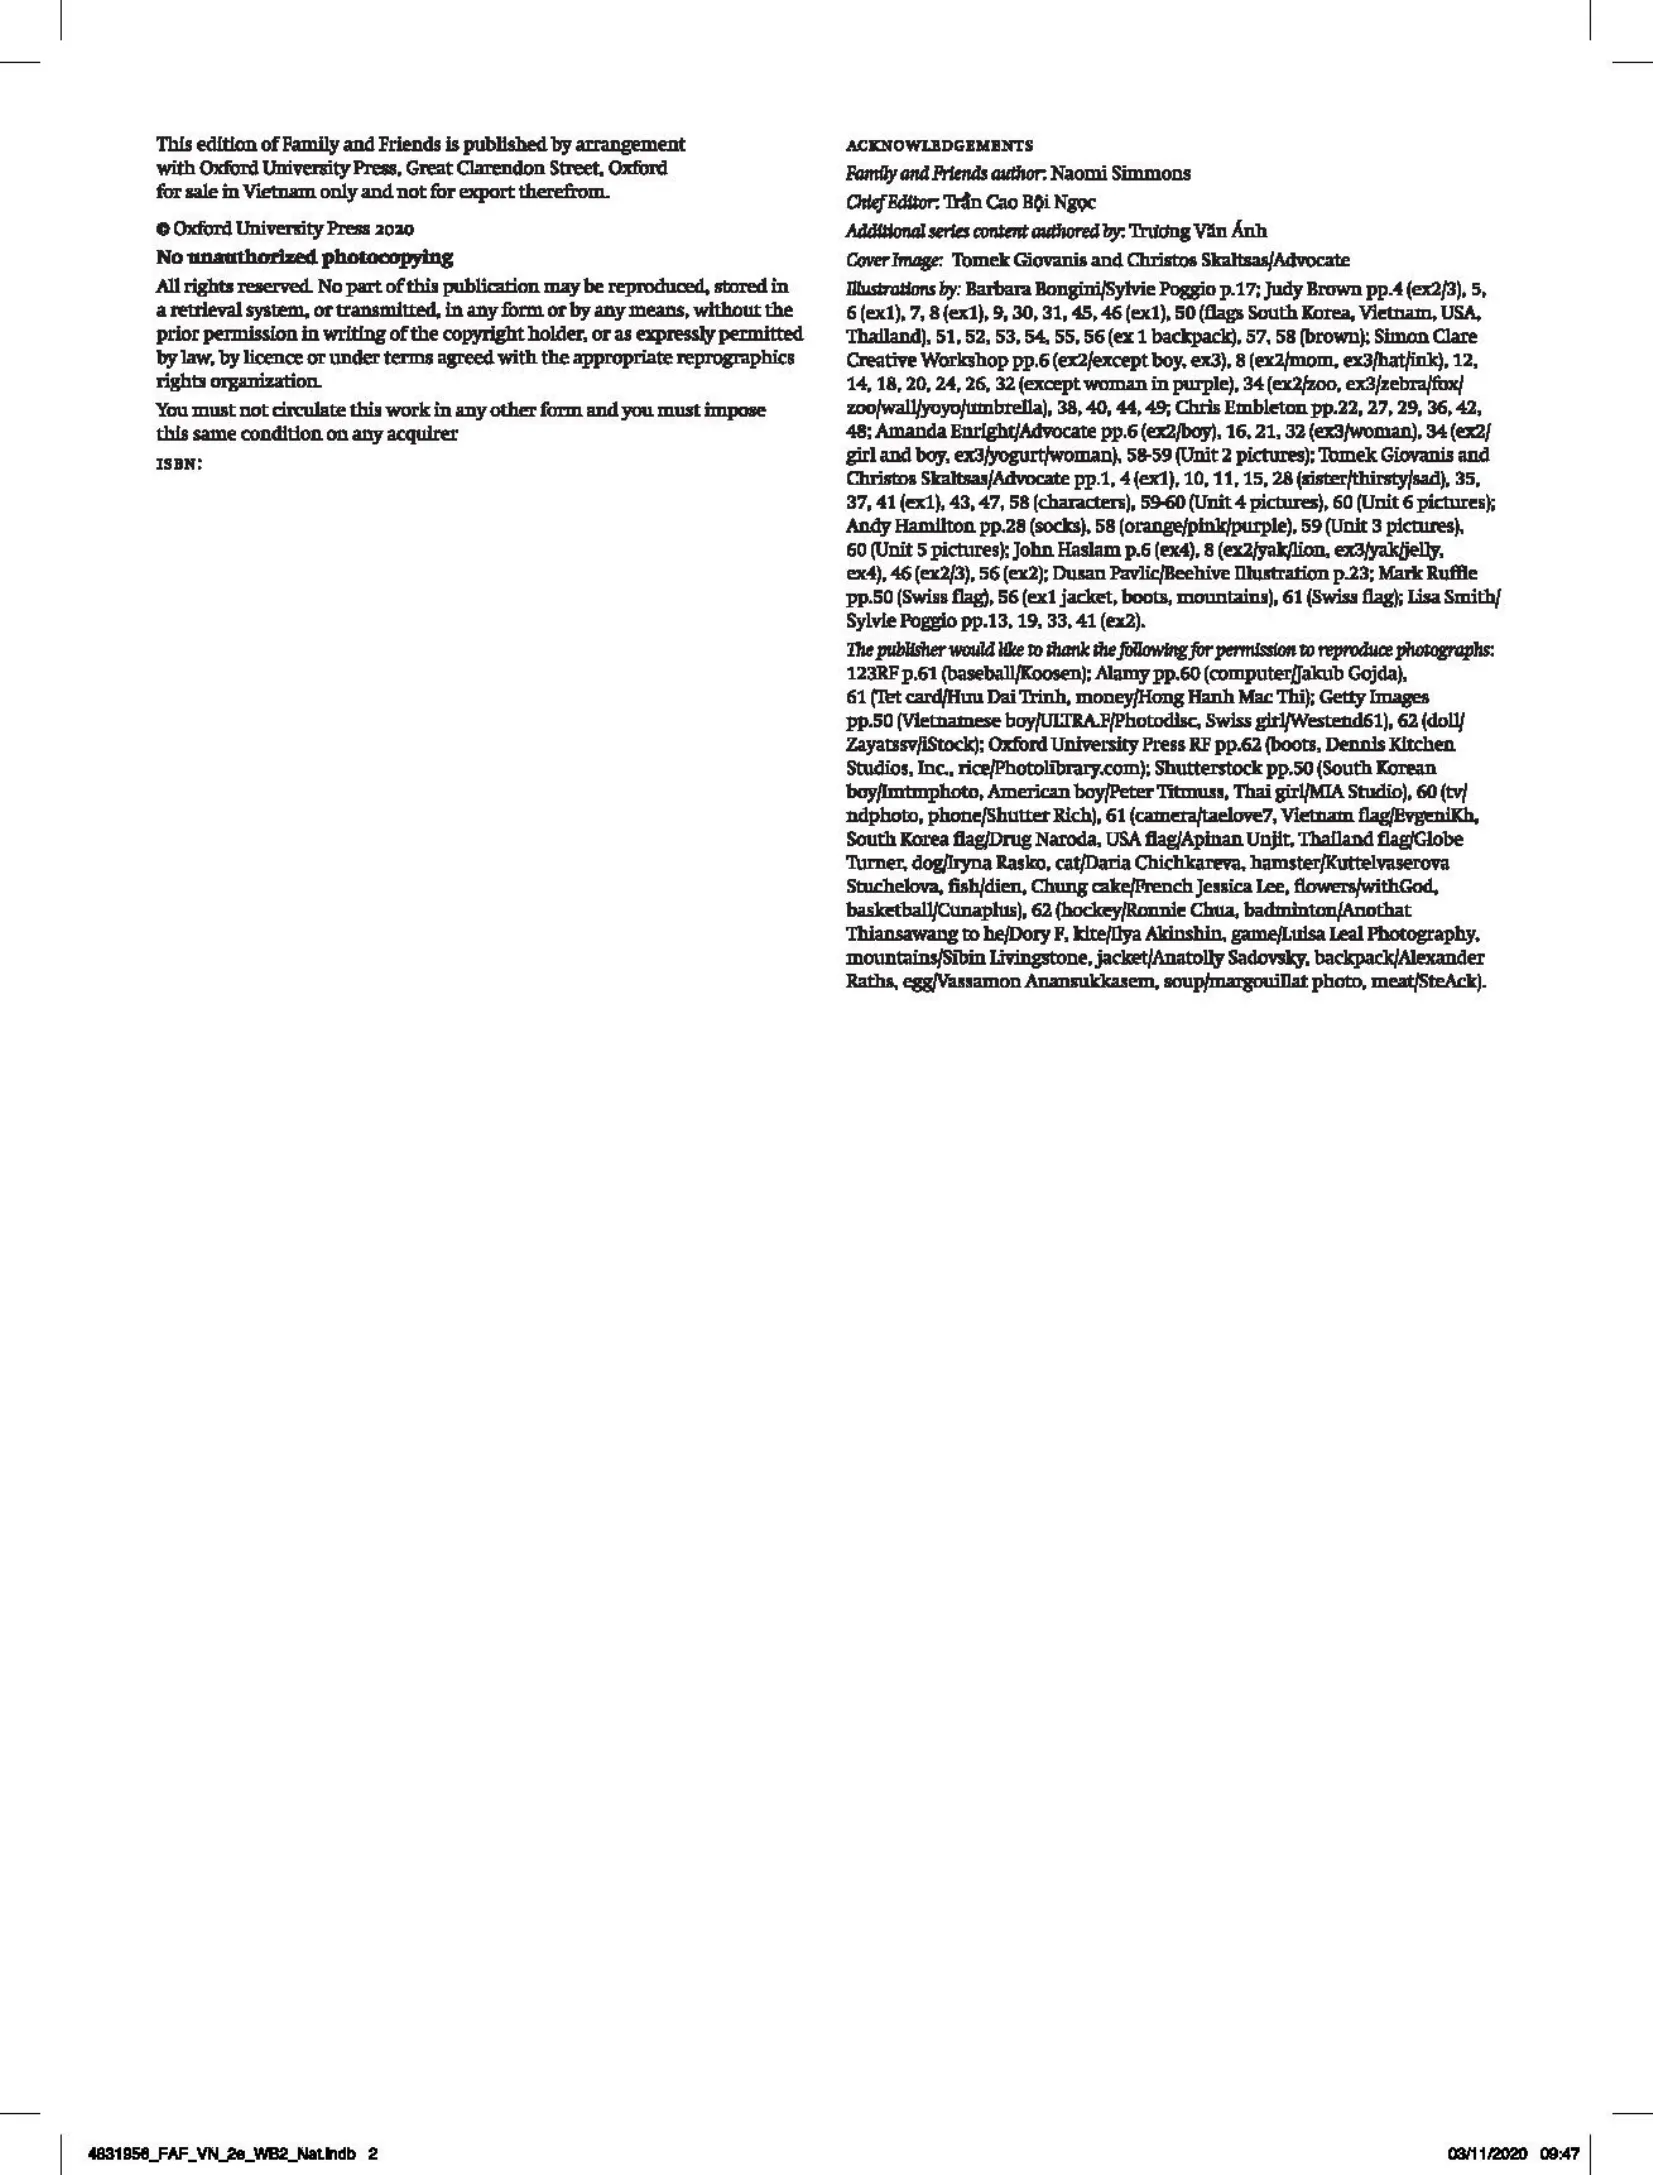 This edition of Family and Friends is published by arrangement
with Oxford University Press, Great Clarendon Street, Oxford
for sale in Vietnam only and not for export therefrom.
© Oxford University Press 2020
No unauthorized photocopying
All rights reserved. No part of this publication may be reproduced, stored in
a retrieval system, or transmitted, in any form or by any means, without the
prior permission in writing of the copyright holder, or as expressly permitted
by law, by licence or under terms agreed with the appropriate reprographics
rights organization.
You must not circulate this work in any other form and you must impose
this same condition on any acquirer
ISBN:
ACKNOWLEDGEMENTS
Family and Friends author: Naomi Simmons
Chief Editor: Trần Cao Bội Ngọc
Additional series content authored by: Trương Văn Ánh
Cover Image: Tomek Giovanis and Christos Skaltsas/Advocate
Illustrations by: Barbara Bongini/Sylvie Poggio p.17; Judy Brown pp.4 (ex2/3), 5,
6 (ex1), 7, 8 (ex1), 9, 30, 31, 45, 46 (ex1), 50 (flags South Korea, Vietnam, USA,
Thailand), 51, 52, 53, 54, 55, 56 (ex 1 backpack), 57, 58 (brown); Simon Clare
Creative Workshop pp.6 (ex2/except boy, ex3), 8 (ex2/mom, ex3/hat/ink), 12,
14, 18, 20, 24, 26, 32 (except woman in purple), 34 (ex2/zoo, ex3/zebra/fox/
zoo/wall/yoyo/umbrella), 38, 40, 44, 49; Chris Embleton pp.22, 27, 29, 36, 42,
48; Amanda Enright/Advocate pp.6 (ex2/boy), 16, 21, 32 (ex3/woman), 34 (ex2/
girl and boy, ex3/yogurt/woman), 58-59 (Unit 2 pictures); Tomek Giovanis and
Christos Skaltsas/Advocate pp.1, 4 (ex1), 10, 11, 15, 28 (sister/thirsty/sad), 35,
37, 41 (ex1), 43, 47, 58 (characters), 59-60 (Unit 4 pictures), 60 (Unit 6 pictures);
Andy Hamilton pp.28 (socks), 58 (orange/pink/purple), 59 (Unit 3 pictures),
60 (Unit 5 pictures); John Haslam p.6 (ex4), 8 (ex2/yak/lion, ex3/yak/jelly,
ex4), 46 (ex2/3), 56 (ex2); Dusan Pavlic/Beehive Illustration p.23; Mark Ruffle
pp.50 (Swiss flag), 56 (ex1 jacket, boots, mountains), 61 (Swiss flag); Lisa Smith/
Sylvie Poggio pp.13, 19, 33, 41 (ex2).
The publisher would like to thank the following for permission to reproduce photographs:
123RF p.61 (baseball/Koosen); Alamy pp.60 (computer/Jakub Gojda),
61 (Tet card/Huu Dai Trinh, money/Hong Hanh Mac Thi); Getty Images
pp.50 (Vietnamese boy/ULTRA.F/Photodisc, Swiss girl/Westend61), 62 (doll/
Zayatssv/iStock); Oxford University Press RF pp.62 (boots, Dennis Kitchen
Studios, Inc., rice/Photolibrary.com); Shutterstock pp.50 (South Korean
boy/Imtmphoto, American boy/Peter Titmuss, Thai girl/MIA Studio), 60 (tv/
ndphoto, phone/Shutter Rich), 61 (camera/taelove7, Vietnam flag/EvgeniKh,
South Korea flag/Drug Naroda, USA flag/Apinan Unjit, Thailand flag/Globe
Turner, dog/Iryna Rasko, cat/Daria Chichkareva, hamster/Kuttelvaserova
Stuchelova, fish/dien, Chung cake/French Jessica Lee, flowers/withGod,
basketball/Cunaplus), 62 (hockey/Ronnie Chua, badminton/Anothat
Thiansawang to he/Dory F, kite/Ilya Akinshin, game/Luisa Leal Photography,
mountains/Sibin Livingstone, jacket/Anatolly Sadovsky, backpack/Alexander
Raths, egg/Vassamon Anansukkasem, soup/margouillat photo, meat/SteAck).
4831956_FAF_VN_2e_WB2_Nat.indb 2
03/11/2020 09:47